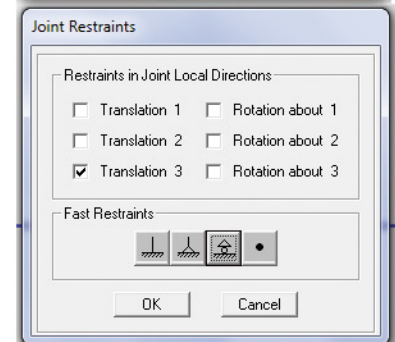 Joint Restraints
Restraints in Joint Local Directions
Translation 1 Rotation about 1
Translation 2 Rotation about 2
Translation 3 Rotation about 3
Fast Restraints
OK Cancel